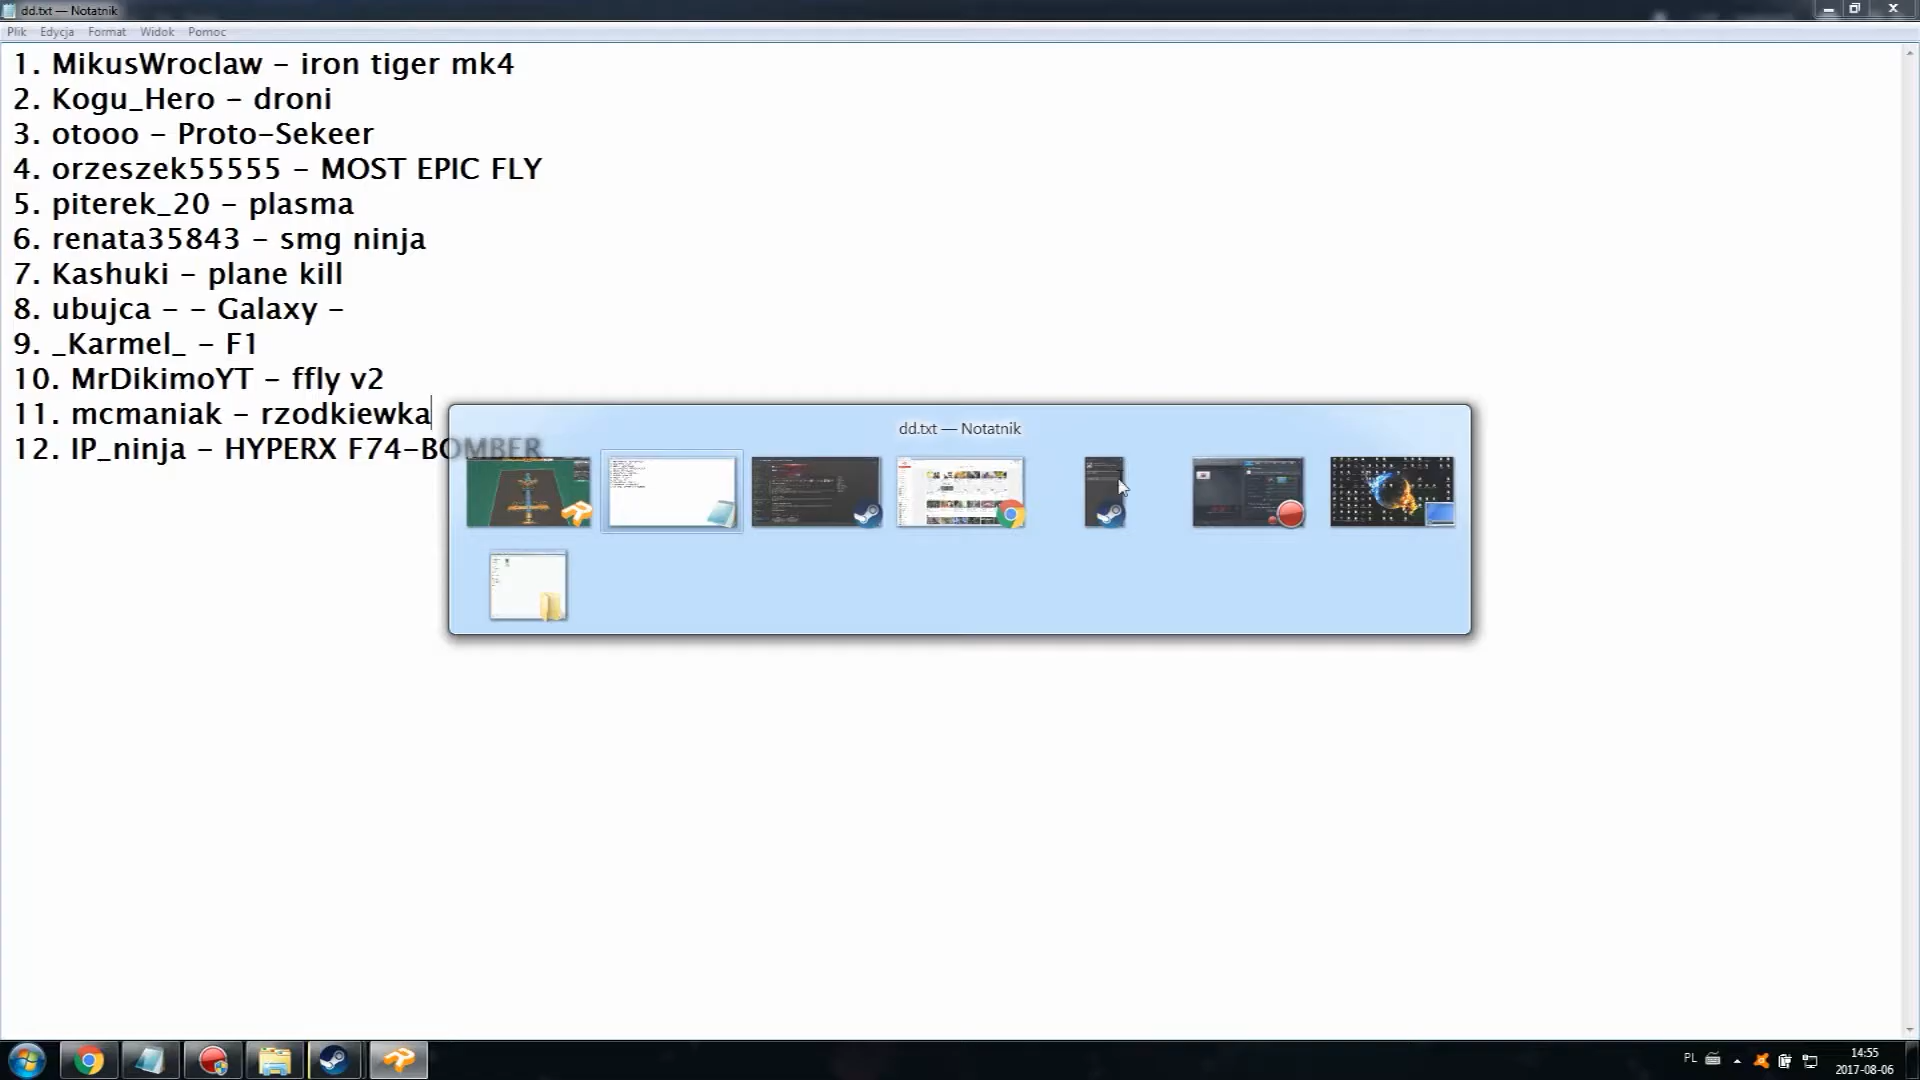 dd.txt — Notatnik
Plik Edycja Format Widok Pomoc
1. MikusWroclaw - iron tiger mk4
2. Kogu_Hero - droni
3. otooo - Proto-Sekeer
4. orzeszek55555 - MOST EPIC FLY
5. piterek_20 - plasma
6. renata35843 - smg ninja
7. Kashuki - plane kill
8. ubujca - - Galaxy -
9. _Karmel_ - F1
10. MrDikimoYT - ffly v2
11. mcmaniak - rzodkiewka
12. IP_ninja - HYPERX F74-BOMBER
dd.txt — Notatnik
PL
14:55
2017-08-06